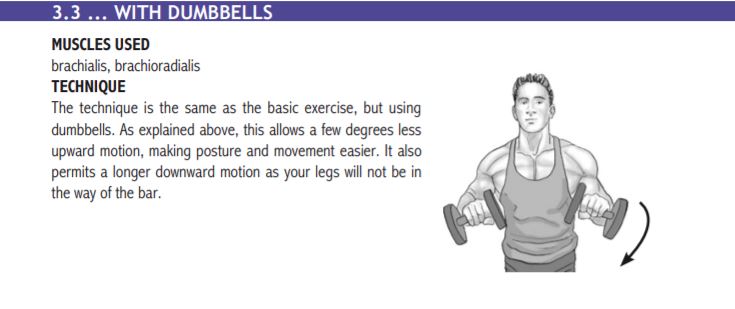 3.3 ... WITH DUMBBELLS
MUSCLES USED
brachialis, brachioradialis
TECHNIQUE
The technique is the same as the basic exercise, but using
dumbbells. As explained above, this allows a few degrees less
upward motion, making posture and movement easier. It also
permits a longer downward motion as your legs will not be in
the way of the bar.